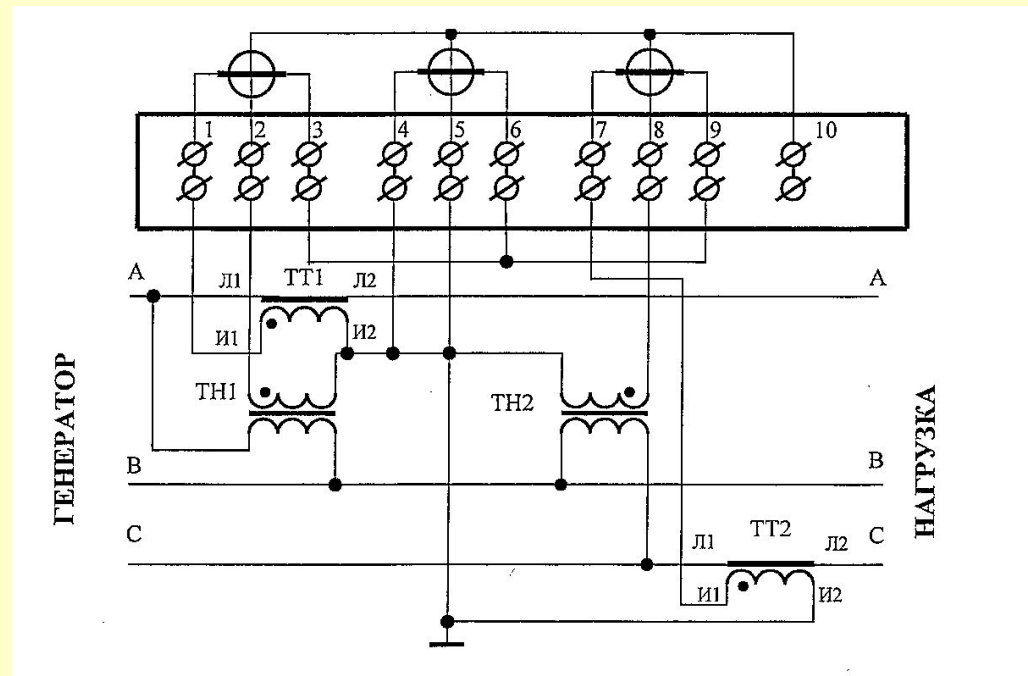 1 2 3 4 5 6 7 8 9 10
А Л1 ТТ1 Л2 А
И1 И2
ТН1 ТН2
ГЕНЕРАТОР
НАГРУЗКА
В В
С Л1 ТТ2 Л2 С
И1 И2